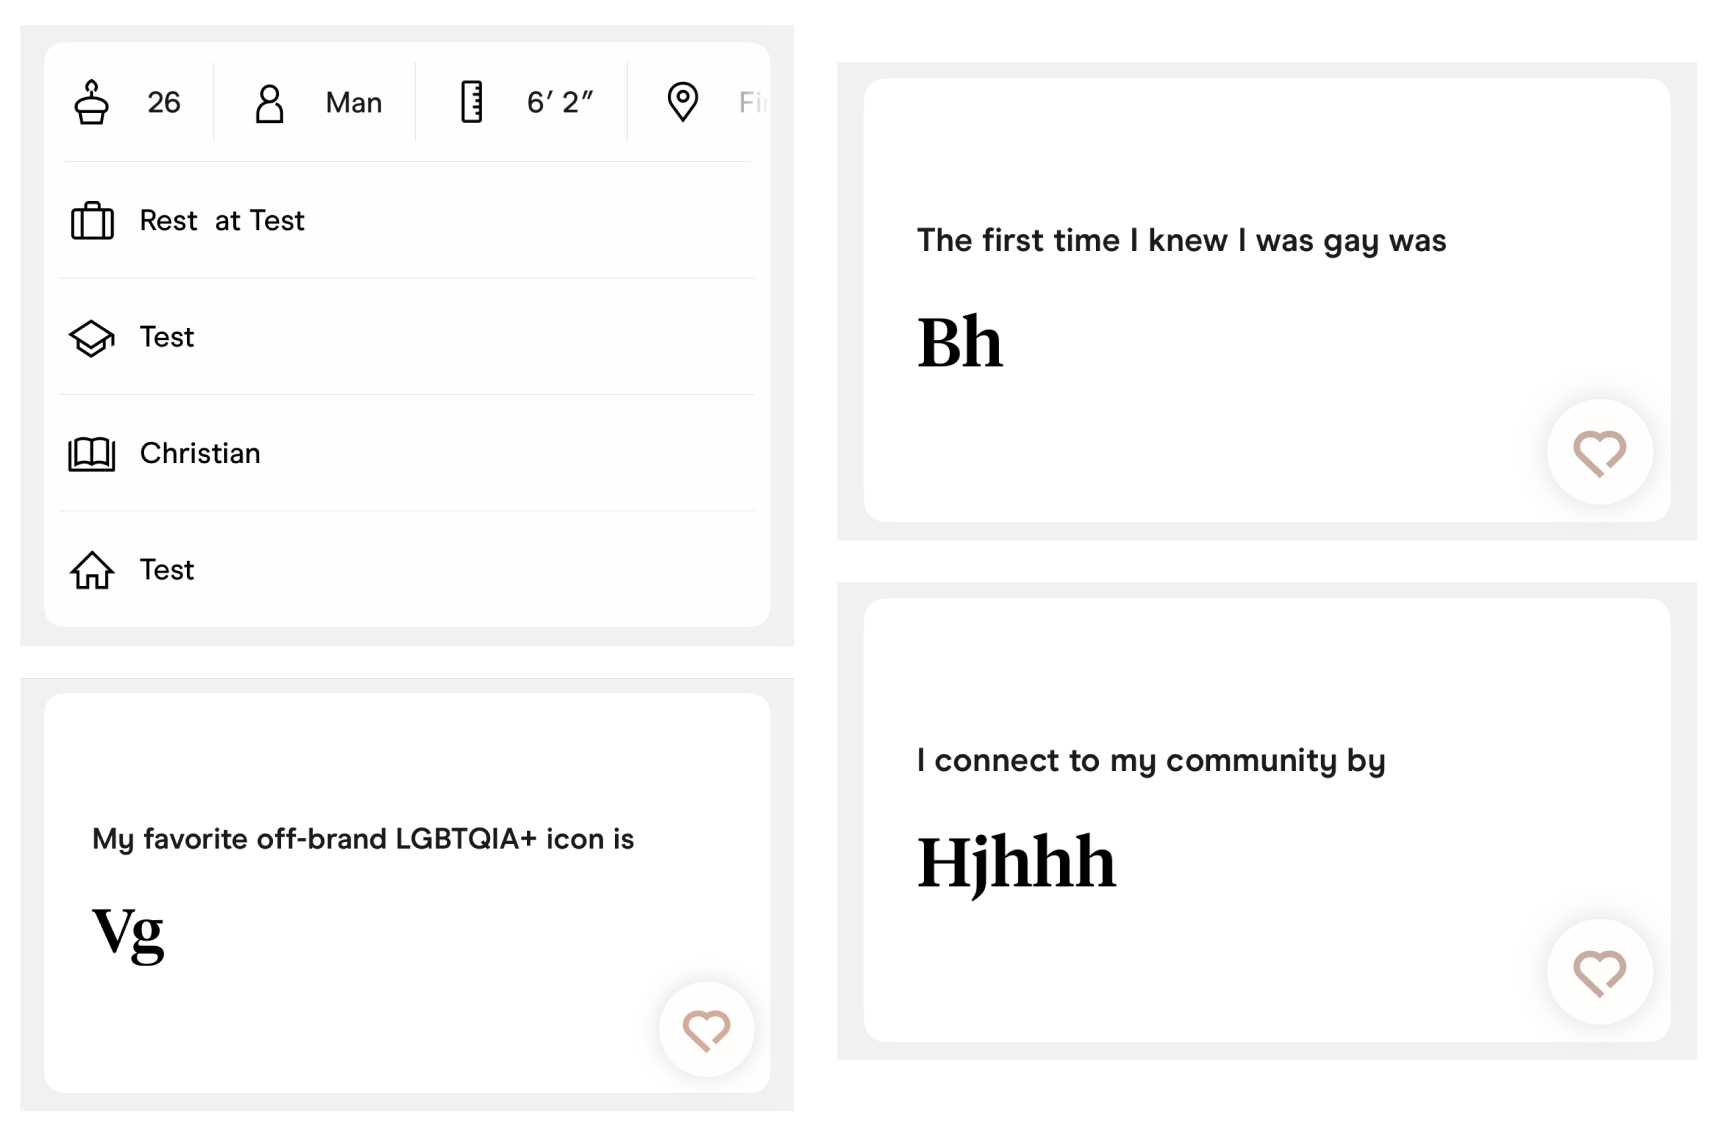 26 Man 6′ 2″
Rest at Test
Test
Christian
Test
My favorite off-brand LGBTQIA+ icon is
Vg
The first time I knew I was gay was
Bh
I connect to my community by
Hjhhh